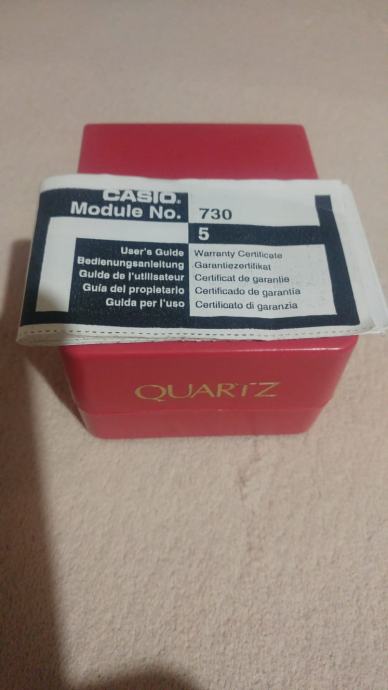 CASIO.
Module No. 730
5
User's Guide Warranty Certificate
Bedienungsanleitung Garantiezertifikat
Guide de l'utilisateur Certificat de garantie
Guía del propietario Certificado de garantía
Guida per l'uso Certificato di garanzia
QUARTZ